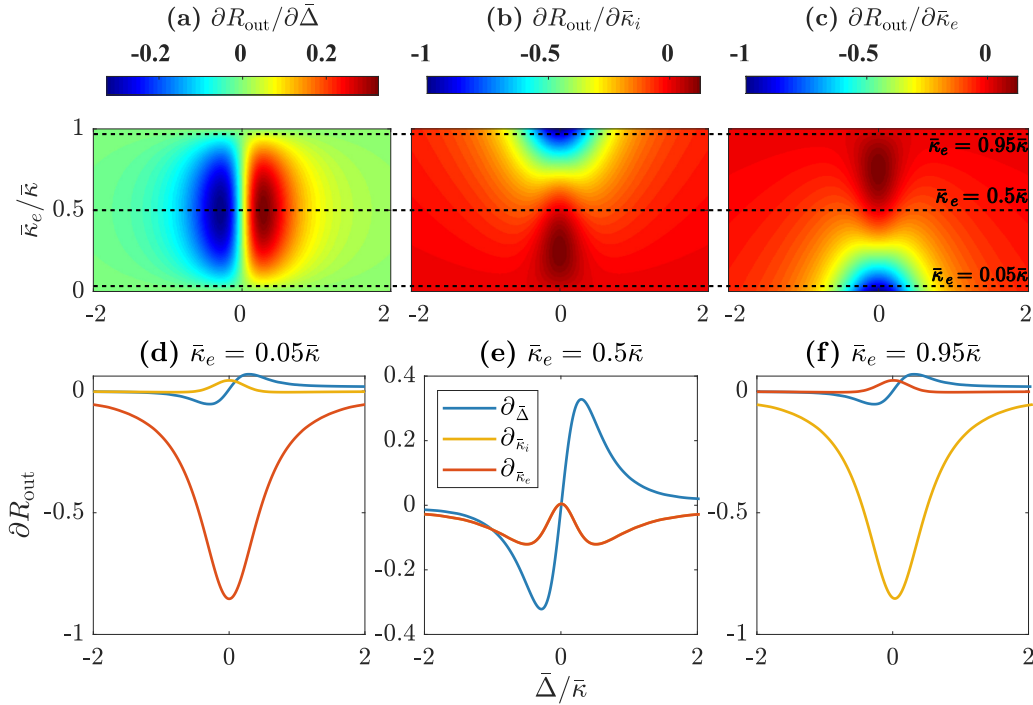 (a) ∂R_out/∂Δ̄
(b) ∂R_out/∂κ̄_i
(c) ∂R_out/∂κ̄_e
-0.2 0 0.2
-1 -0.5 0
-1 -0.5 0
κ̄_e/κ̄
1
0.5
0
-2 0 2
-2 0 2
-2 0 2
κ̄_e = 0.95κ̄
κ̄_e = 0.5κ̄
κ̄_e = 0.05κ̄
(d) κ̄_e = 0.05κ̄
(e) κ̄_e = 0.5κ̄
(f) κ̄_e = 0.95κ̄
∂R_out
0
-0.5
-1
-2 0 2
0.4
0.2
0
-0.2
-0.4
∂_Δ̄
∂_κ̄_i
∂_κ̄_e
-2 0 2
0
-0.5
-1
-2 0 2
Δ̄/κ̄